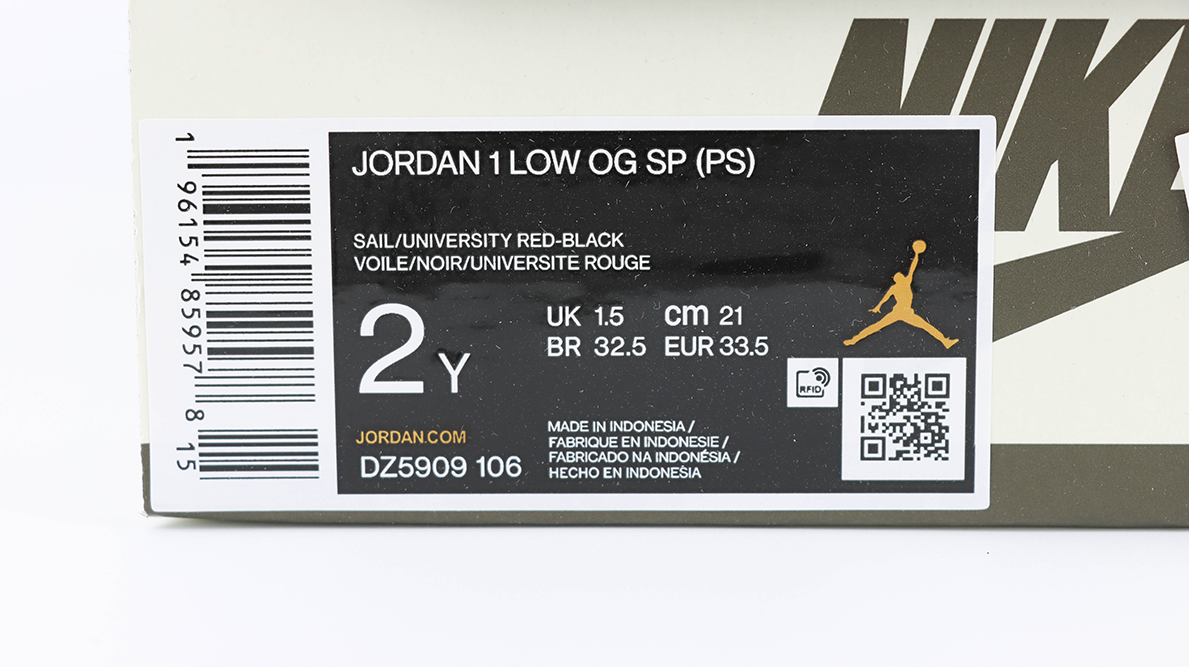 NIKE
JORDAN 1 LOW OG SP (PS)
SAIL/UNIVERSITY RED-BLACK
VOILE/NOIR/UNIVERSITE ROUGE
2Y
UK 1.5 cm 21
BR 32.5 EUR 33.5
RFID
JORDAN.COM
DZ5909 106
MADE IN INDONESIA /
FABRIQUE EN INDONESIE /
FABRICADO NA INDONÉSIA /
HECHO EN INDONESIA
1 96154 85957 8 15